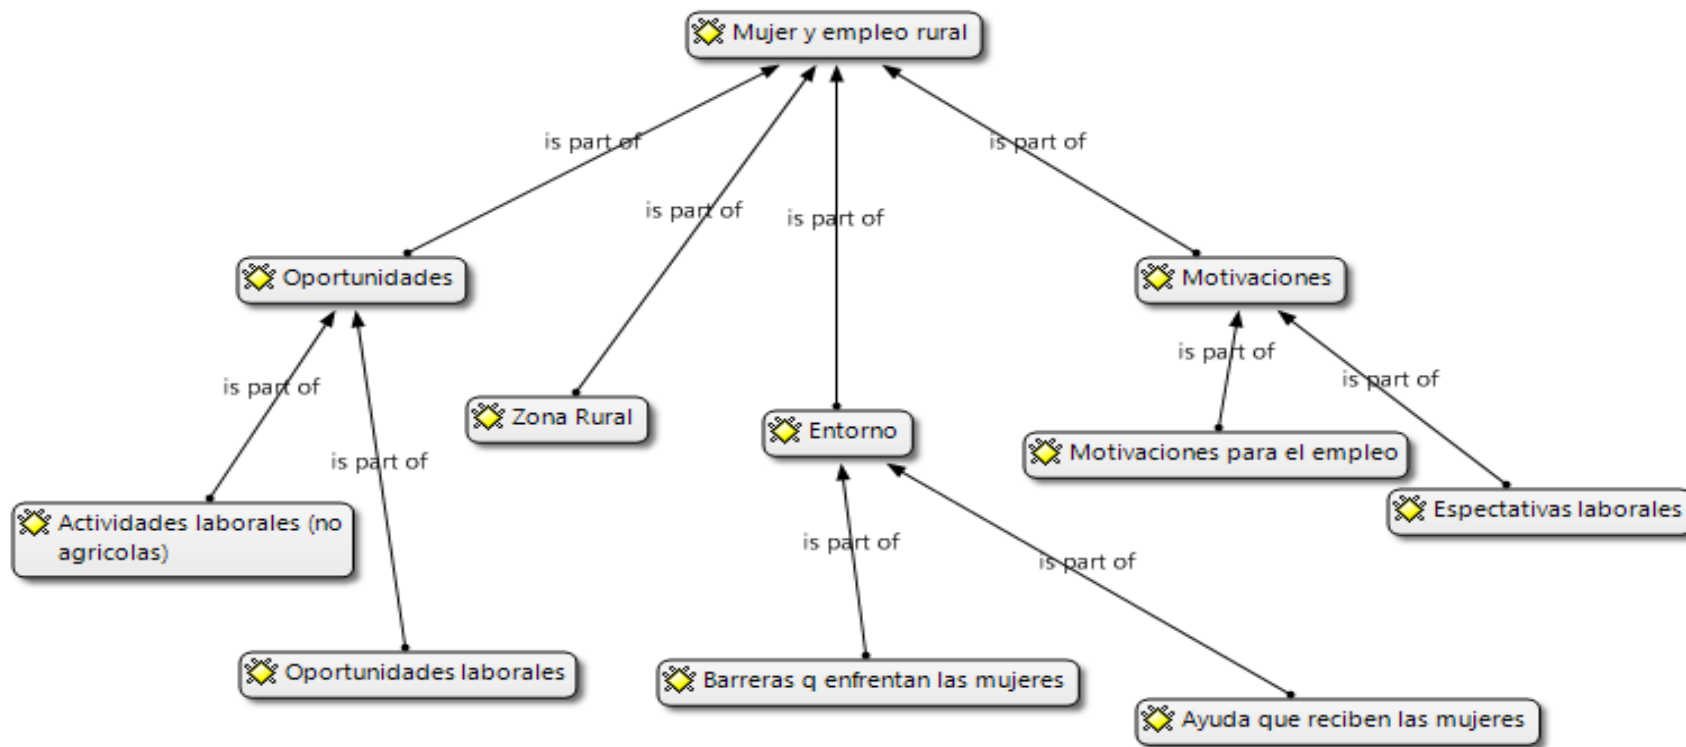 Mujer y empleo rural
is part of
is part of
is part of
is part of
Oportunidades
Motivaciones
is part of
is part of
is part of
is part of
Zona Rural
Entorno
Motivaciones para el empleo
Espectativas laborales
Actividades laborales (no
agricolas)
is part of
is part of
Oportunidades laborales
Barreras q enfrentan las mujeres
Ayuda que reciben las mujeres